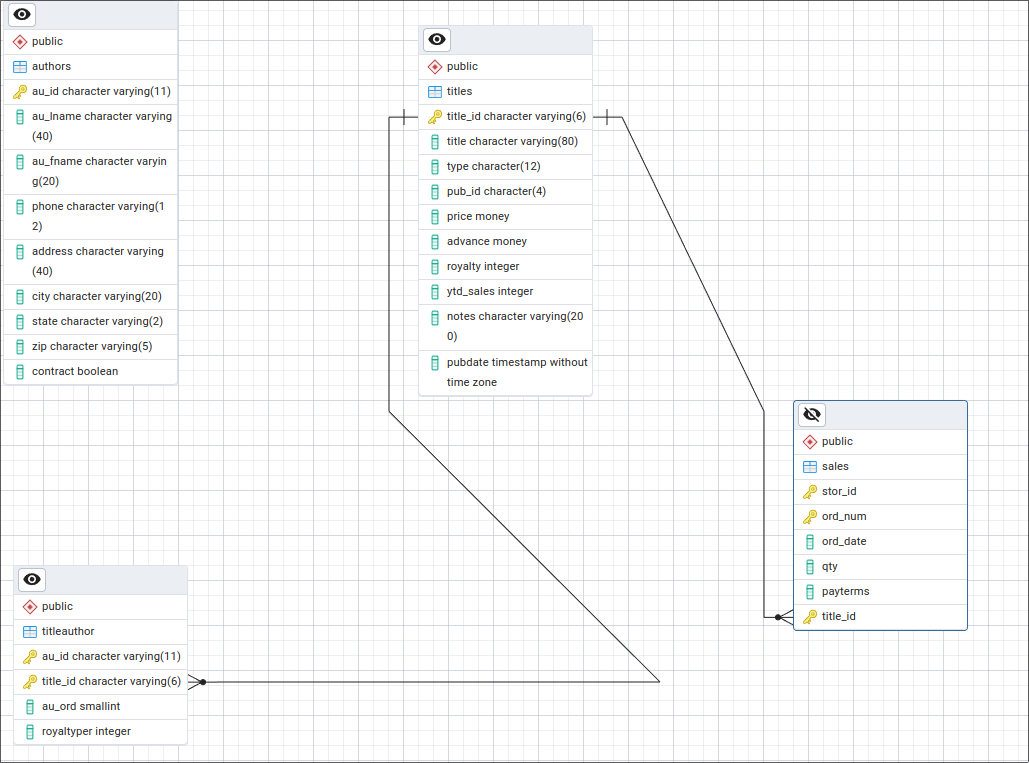 public
authors
au_id character varying(11)
au_lname character varying
(40)
au_fname character varyin
g(20)
phone character varying(1
2)
address character varying
(40)
city character varying(20)
state character varying(2)
zip character varying(5)
contract boolean
public
titles
title_id character varying(6)
title character varying(80)
type character(12)
pub_id character(4)
price money
advance money
royalty integer
ytd_sales integer
notes character varying(20
0)
pubdate timestamp without
time zone
public
sales
stor_id
ord_num
ord_date
qty
payterms
title_id
public
titleauthor
au_id character varying(11)
title_id character varying(6)
au_ord smallint
royaltyper integer